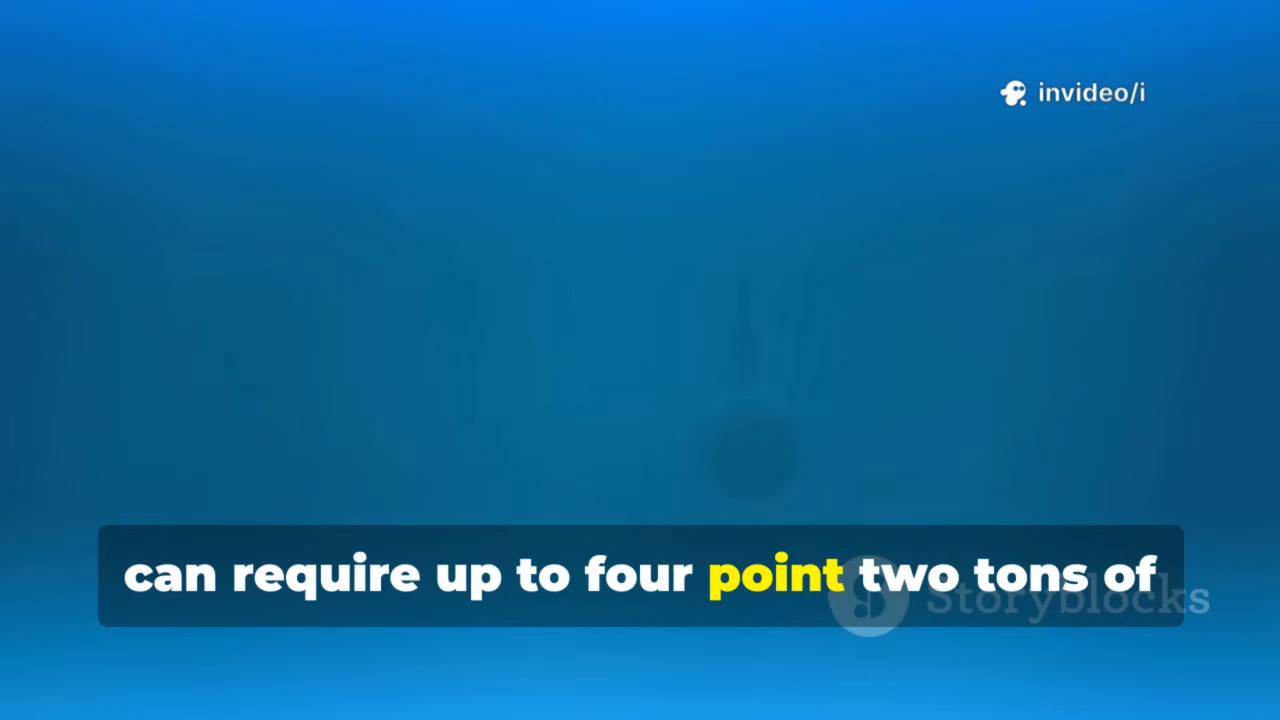 invideo/i
can require up to four point two tons of
Storyblocks